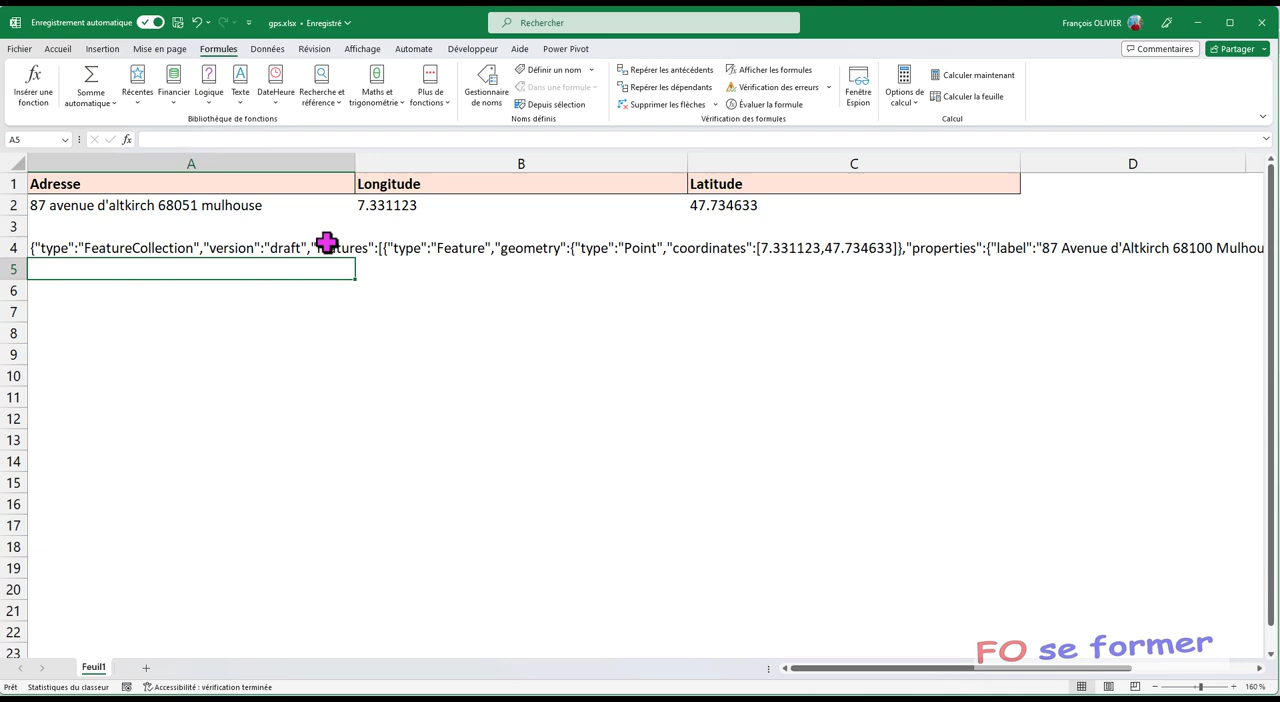 Enregistrement automatique
gps.xlsx • Enregistré
Rechercher
François OLIVIER
Fichier Accueil Insertion Mise en page Formules Données Révision Affichage Automate Développeur Aide Power Pivot
Commentaires
Partager
Insérer une fonction
Somme automatique
Récentes
Financier
Logique
Texte
DateHeure
Recherche et référence
Maths et trigonométrie
Plus de fonctions
Bibliothèque de fonctions
Gestionnaire de noms
Définir un nom
Dans une formule
Depuis sélection
Noms définis
Repérer les antécédents
Repérer les dépendants
Supprimer les flèches
Afficher les formules
Vérification des erreurs
Évaluer la formule
Vérification des formules
Fenêtre Espion
Options de calcul
Calculer maintenant
Calculer la feuille
Calcul
A5
fx
A B C D
1 Adresse Longitude Latitude
2 87 avenue d'altkirch 68051 mulhouse 7.331123 47.734633
3
4 {"type":"FeatureCollection","version":"draft","features":[{"type":"Feature","geometry":{"type":"Point","coordinates":[7.331123,47.734633]},"properties":{"label":"87 Avenue d'Altkirch 68100 Mulhou
5
6
7
8
9
10
11
12
13
14
15
16
17
18
19
20
21
22
23
FO se former
Feuil1
Prêt Statistiques du classeur Accessibilité : vérification terminée
160 %